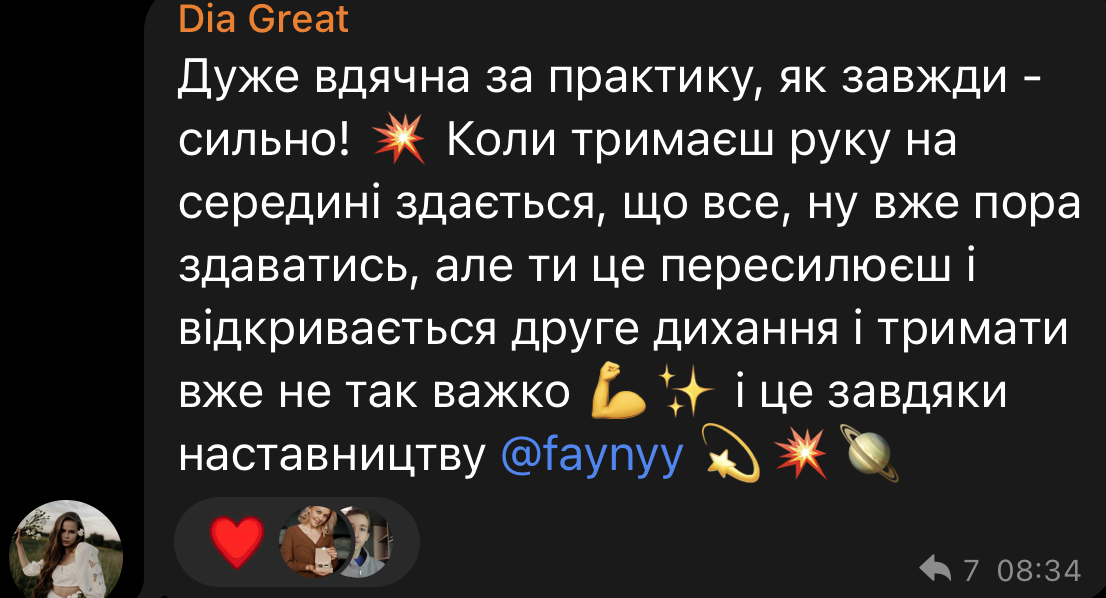 Dia Great
Дуже вдячна за практику, як завжди -
сильно! 💥 Коли тримаєш руку на
середині здається, що все, ну вже пора
здаватись, але ти це пересилюєш і
відкривається друге дихання і тримати
вже не так важко 💪✨ і це завдяки
наставництву @faynyy 💫💥🪐
7 08:34